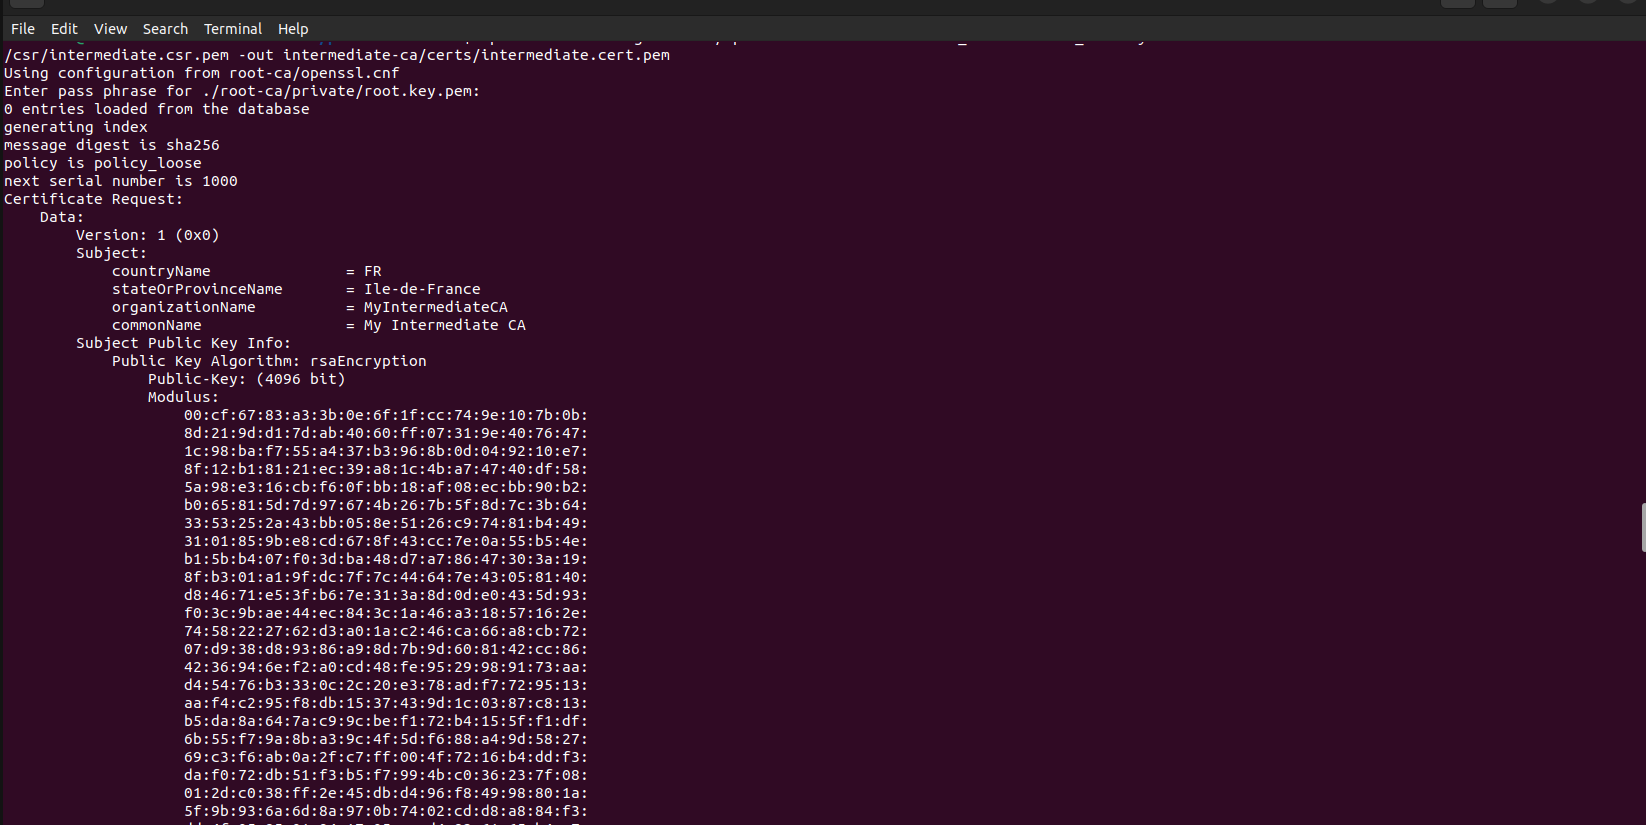 File Edit View Search Terminal Help
/csr/intermediate.csr.pem -out intermediate-ca/certs/intermediate.cert.pem
Using configuration from root-ca/openssl.cnf
Enter pass phrase for ./root-ca/private/root.key.pem:
0 entries loaded from the database
generating index
message digest is sha256
policy is policy_loose
next serial number is 1000
Certificate Request:
    Data:
        Version: 1 (0x0)
        Subject:
            countryName               = FR
            stateOrProvinceName       = Ile-de-France
            organizationName          = MyIntermediateCA
            commonName                = My Intermediate CA
        Subject Public Key Info:
            Public Key Algorithm: rsaEncryption
                Public-Key: (4096 bit)
                Modulus:
                    00:cf:67:83:a3:3b:0e:6f:1f:cc:74:9e:10:7b:0b:
                    8d:21:9d:d1:7d:ab:40:60:ff:07:31:9e:40:76:47:
                    1c:98:ba:f7:55:a4:37:b3:96:8b:0d:04:92:10:e7:
                    8f:12:b1:81:21:ec:39:a8:1c:4b:a7:47:40:df:58:
                    5a:98:e3:16:cb:f6:0f:bb:18:af:08:ec:bb:90:b2:
                    b0:65:81:5d:7d:97:67:4b:26:7b:5f:8d:7c:3b:64:
                    33:53:25:2a:43:bb:05:8e:51:26:c9:74:81:b4:49:
                    31:01:85:9b:e8:cd:67:8f:43:cc:7e:0a:55:b5:4e:
                    b1:5b:b4:07:f0:3d:ba:48:d7:a7:86:47:30:3a:19:
                    8f:b3:01:a1:9f:dc:7f:7c:44:64:7e:43:05:81:40:
                    d8:46:71:e5:3f:b6:7e:31:3a:8d:0d:e0:43:5d:93:
                    f0:3c:9b:ae:44:ec:84:3c:1a:46:a3:18:57:16:2e:
                    74:58:22:27:62:d3:a0:1a:c2:46:ca:66:a8:cb:72:
                    07:d9:38:d8:93:86:a9:8d:7b:9d:60:81:42:cc:86:
                    42:36:94:6e:f2:a0:cd:48:fe:95:29:98:91:73:aa:
                    d4:54:76:b3:33:0c:2c:20:e3:78:ad:f7:72:95:13:
                    aa:f4:c2:95:f8:db:15:37:43:9d:1c:03:87:c8:13:
                    b5:da:8a:64:7a:c9:9c:be:f1:72:b4:15:5f:f1:df:
                    6b:55:f7:9a:8b:a3:9c:4f:5d:f6:88:a4:9d:58:27:
                    69:c3:f6:ab:0a:2f:c7:ff:00:4f:72:16:b4:dd:f3:
                    da:f0:72:db:51:f3:b5:f7:99:4b:c0:36:23:7f:08:
                    01:2d:c0:38:ff:2e:45:db:d4:96:f8:49:98:80:1a:
                    5f:9b:93:6a:6d:8a:97:0b:74:02:cd:d8:a8:84:f3: